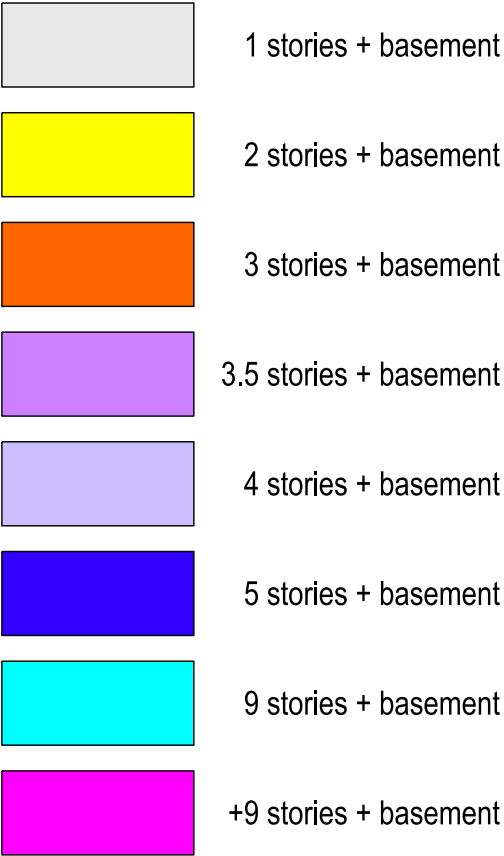 1 stories + basement
2 stories + basement
3 stories + basement
3.5 stories + basement
4 stories + basement
5 stories + basement
9 stories + basement
+9 stories + basement